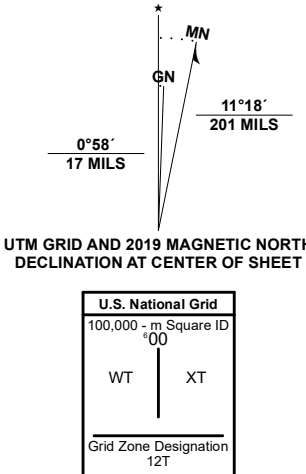 ★
MN
GN
11°18´
201 MILS
0°58´
17 MILS
UTM GRID AND 2019 MAGNETIC NORTH
DECLINATION AT CENTER OF SHEET
U.S. National Grid
100,000 - m Square ID
⁶00
WT XT
Grid Zone Designation
12T